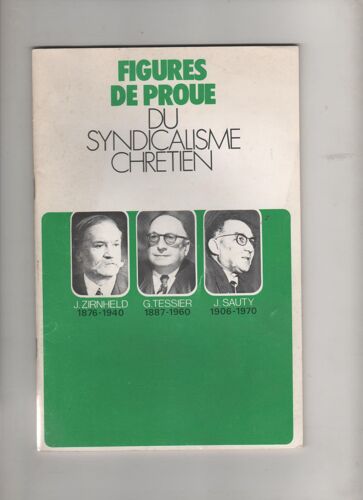 FIGURES
DE PROUE
DU
SYNDICALISME
CHRETIEN
J.ZIRNHELD
1876-1940
G.TESSIER
1887-1960
J.SAUTY
1906-1970